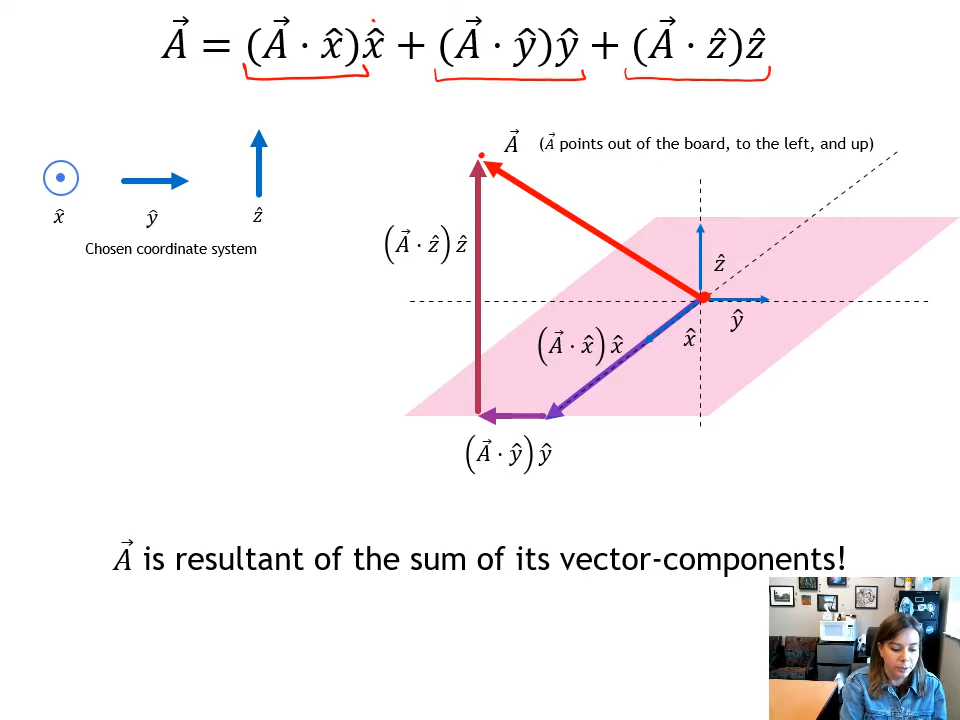 A⃗ = (A⃗ · x̂)x̂ + (A⃗ · ŷ)ŷ + (A⃗ · ẑ)ẑ
A⃗ (A⃗ points out of the board, to the left, and up)
x̂ ŷ ẑ
Chosen coordinate system
(A⃗ · ẑ) ẑ
ẑ
ŷ
(A⃗ · x̂) x̂
x̂
(A⃗ · ŷ) ŷ
A⃗ is resultant of the sum of its vector-components!